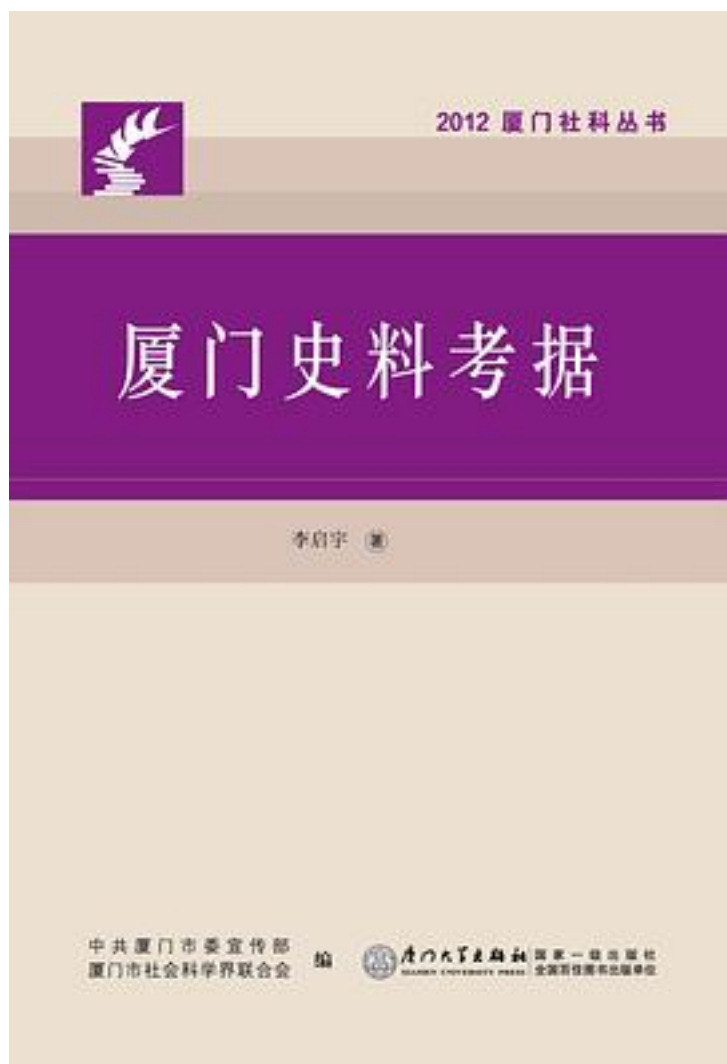 2012 厦门社科丛书
厦门史料考据
李启宇 著
中共厦门市委宣传部
厦门市社会科学界联合会
编
厦门大学出版社
XIAMEN UNIVERSITY PRESS
国家一级出版社
全国百佳图书出版单位